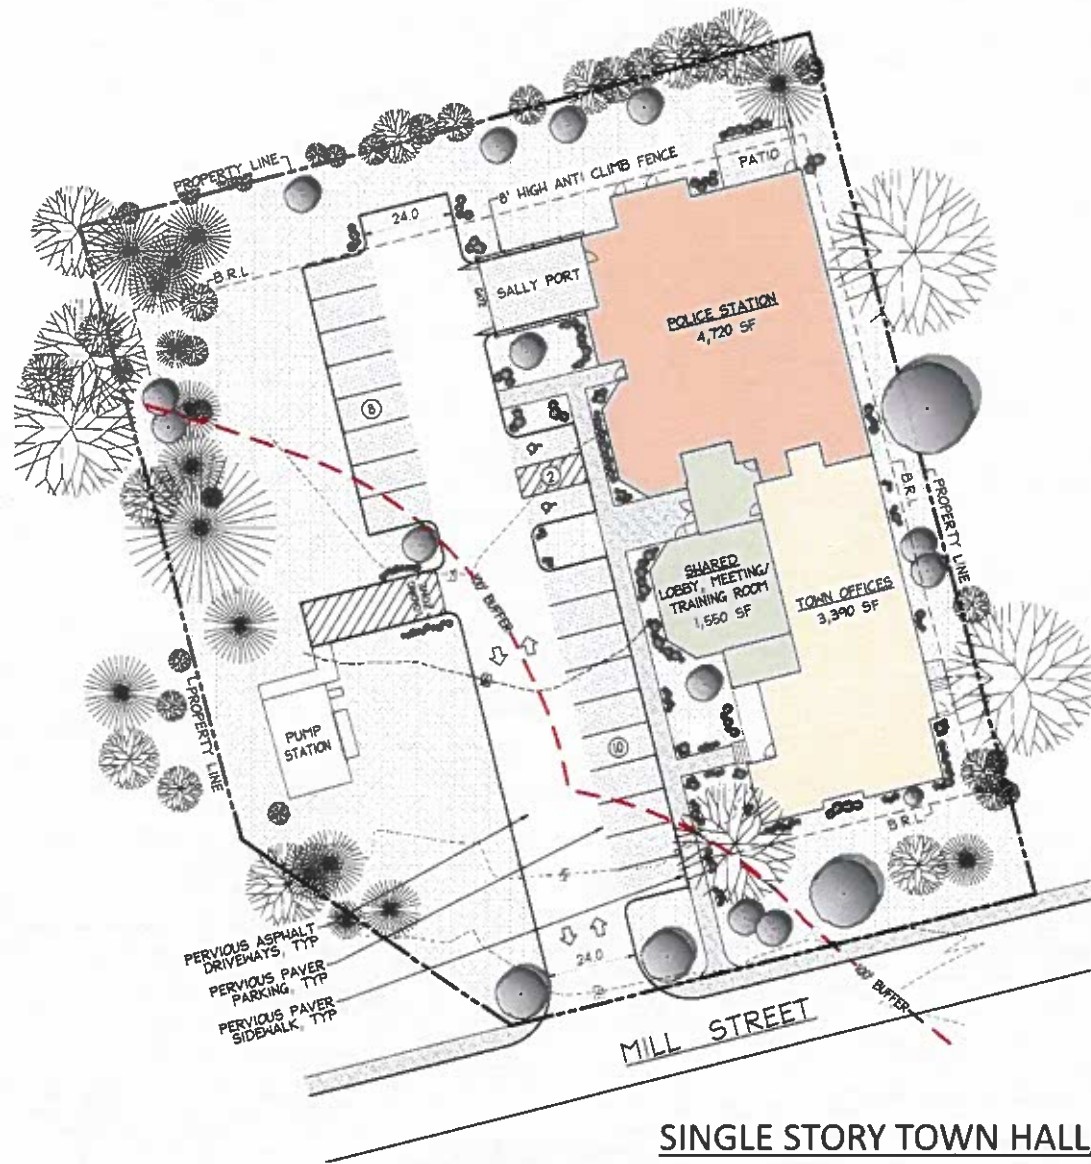 PROPERTY LINE
8' HIGH ANTI CLIMB FENCE
PATIO
24.0
B.R.L
SALLY PORT
POLICE STATION
4,720 SF
8
2
B.R.L
PROPERTY LINE
SHARED
LOBBY, MEETING/
TRAINING ROOM
1,550 SF
TOWN OFFICES
3,390 SF
100' BUFFER
PROPERTY LINE
PUMP
STATION
10
B.R.L.
PERVIOUS ASPHALT
DRIVEWAYS, TYP
PERVIOUS PAVER
PARKING, TYP
PERVIOUS PAVER
SIDEWALK, TYP
24.0
100' BUFFER
MILL STREET
SINGLE STORY TOWN HALL